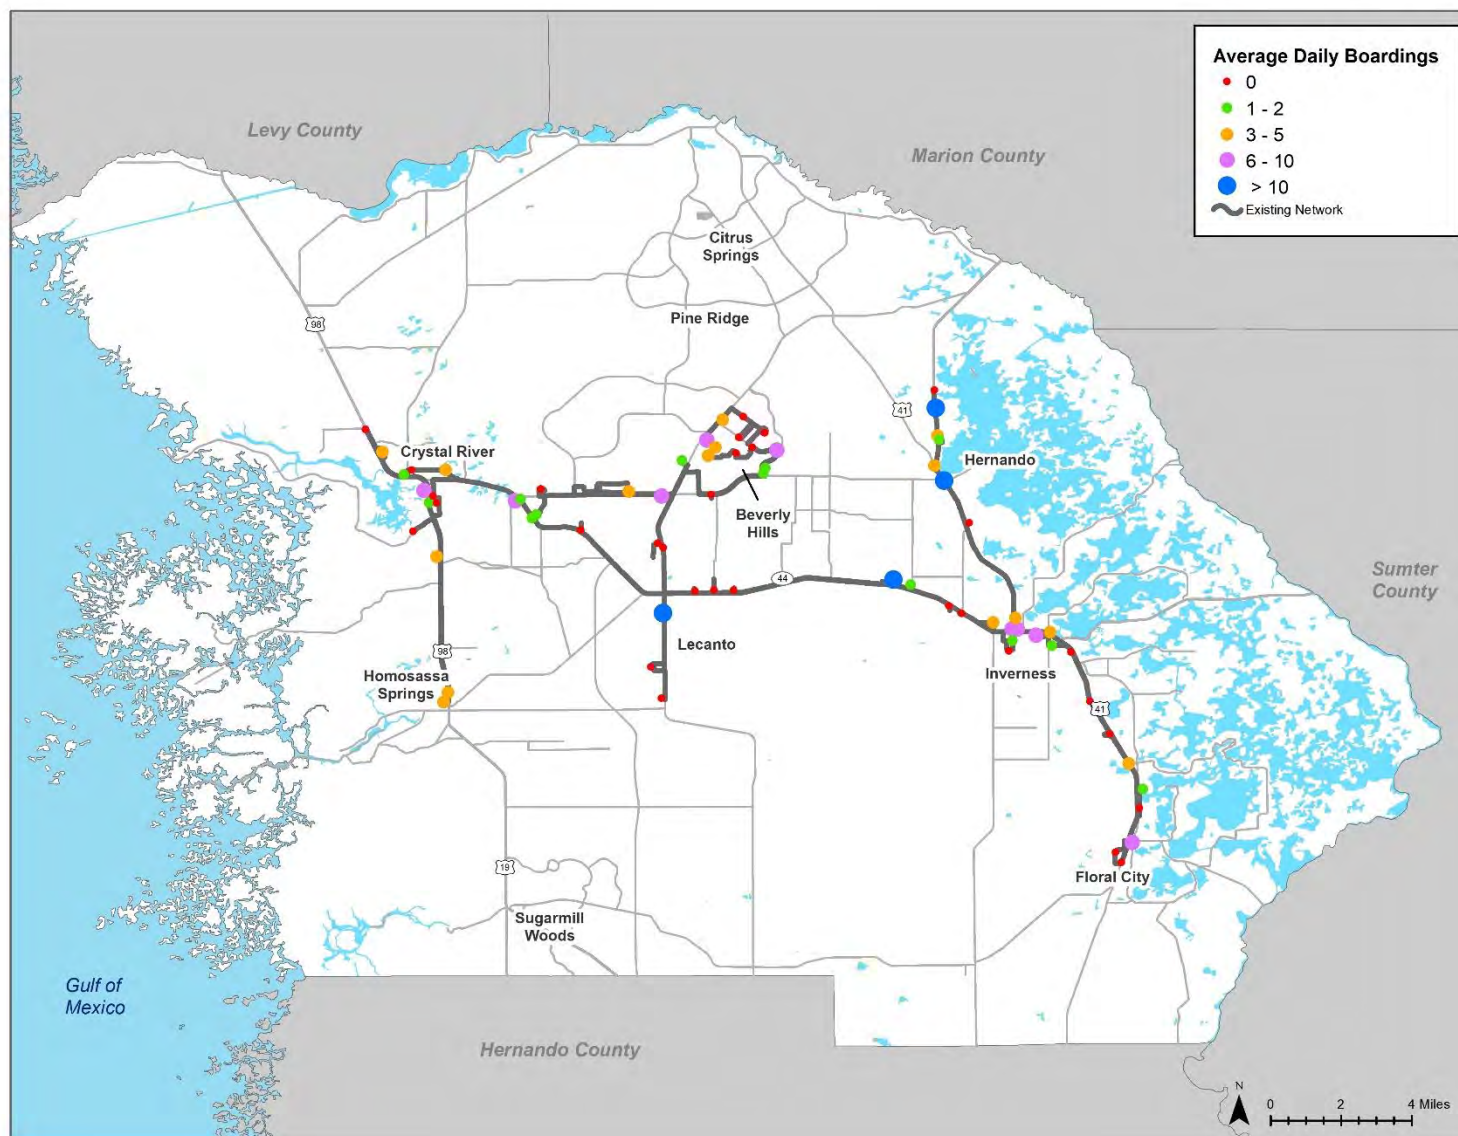 Average Daily Boardings
0
1 - 2
3 - 5
6 - 10
> 10
Existing Network
Levy County
Marion County
Citrus
Springs
Pine Ridge
98
41
Crystal River
Hernando
Beverly
Hills
44
Sumter
County
Lecanto
98
Homosassa
Springs
Inverness
41
19
Floral City
Sugarmill
Woods
Gulf of
Mexico
Hernando County
N
0 2 4 Miles